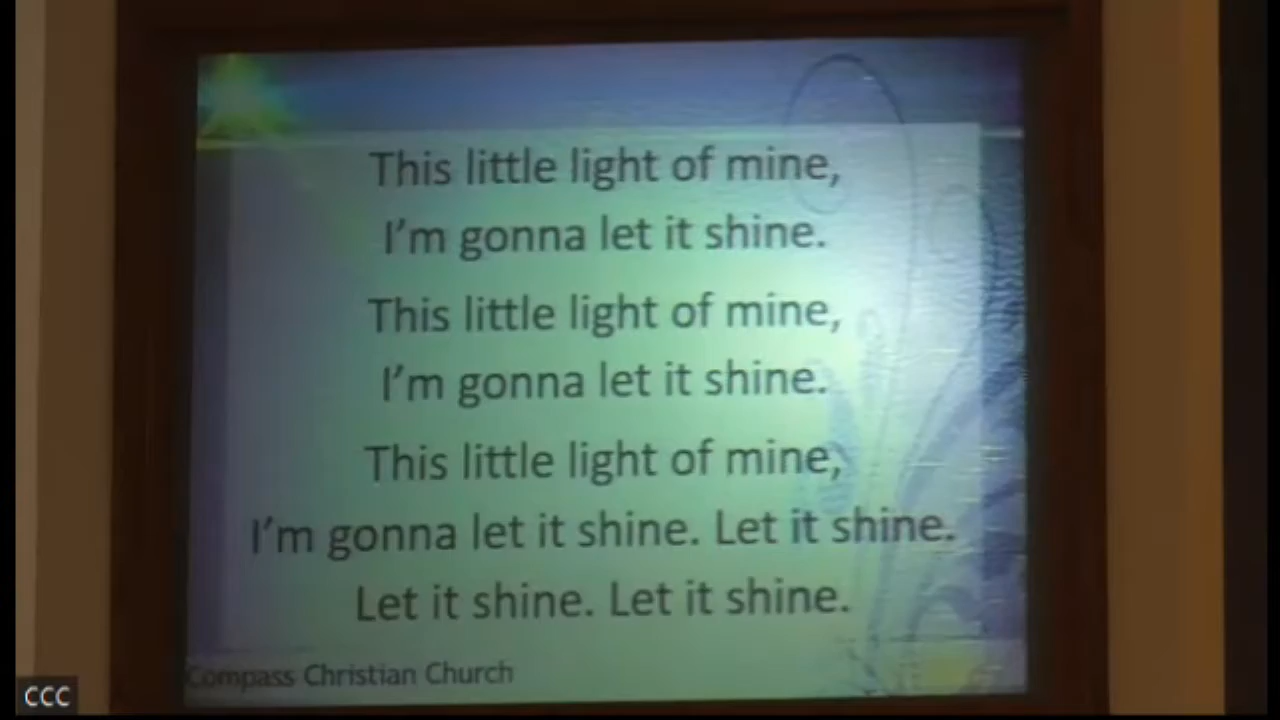 This little light of mine,
I'm gonna let it shine.
This little light of mine,
I'm gonna let it shine.
This little light of mine,
I'm gonna let it shine. Let it shine.
Let it shine. Let it shine.
Compass Christian Church
CCC